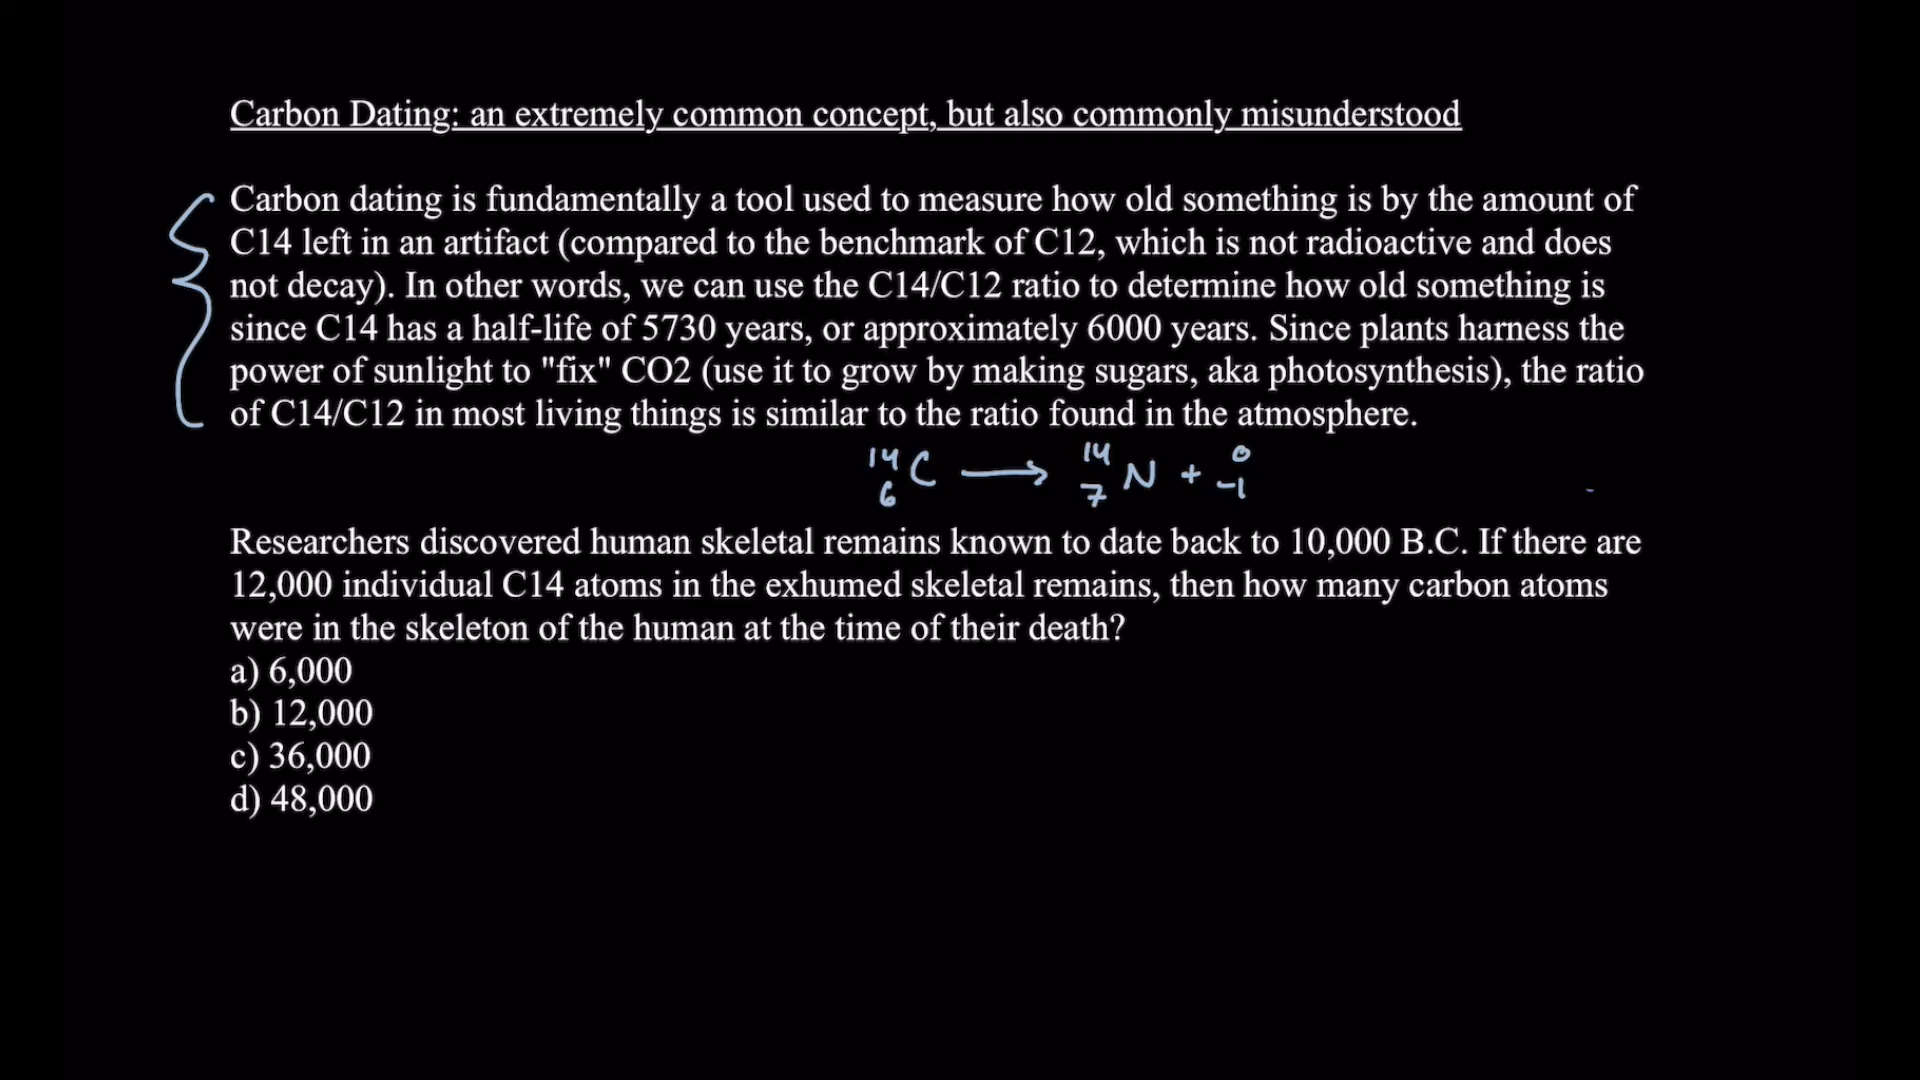 Carbon Dating: an extremely common concept, but also commonly misunderstood
Carbon dating is fundamentally a tool used to measure how old something is by the amount of
C14 left in an artifact (compared to the benchmark of C12, which is not radioactive and does
not decay). In other words, we can use the C14/C12 ratio to determine how old something is
since C14 has a half-life of 5730 years, or approximately 6000 years. Since plants harness the
power of sunlight to "fix" CO2 (use it to grow by making sugars, aka photosynthesis), the ratio
of C14/C12 in most living things is similar to the ratio found in the atmosphere.
¹⁴₆C → ¹⁴₇N + ⁰₋₁
Researchers discovered human skeletal remains known to date back to 10,000 B.C. If there are
12,000 individual C14 atoms in the exhumed skeletal remains, then how many carbon atoms
were in the skeleton of the human at the time of their death?
a) 6,000
b) 12,000
c) 36,000
d) 48,000